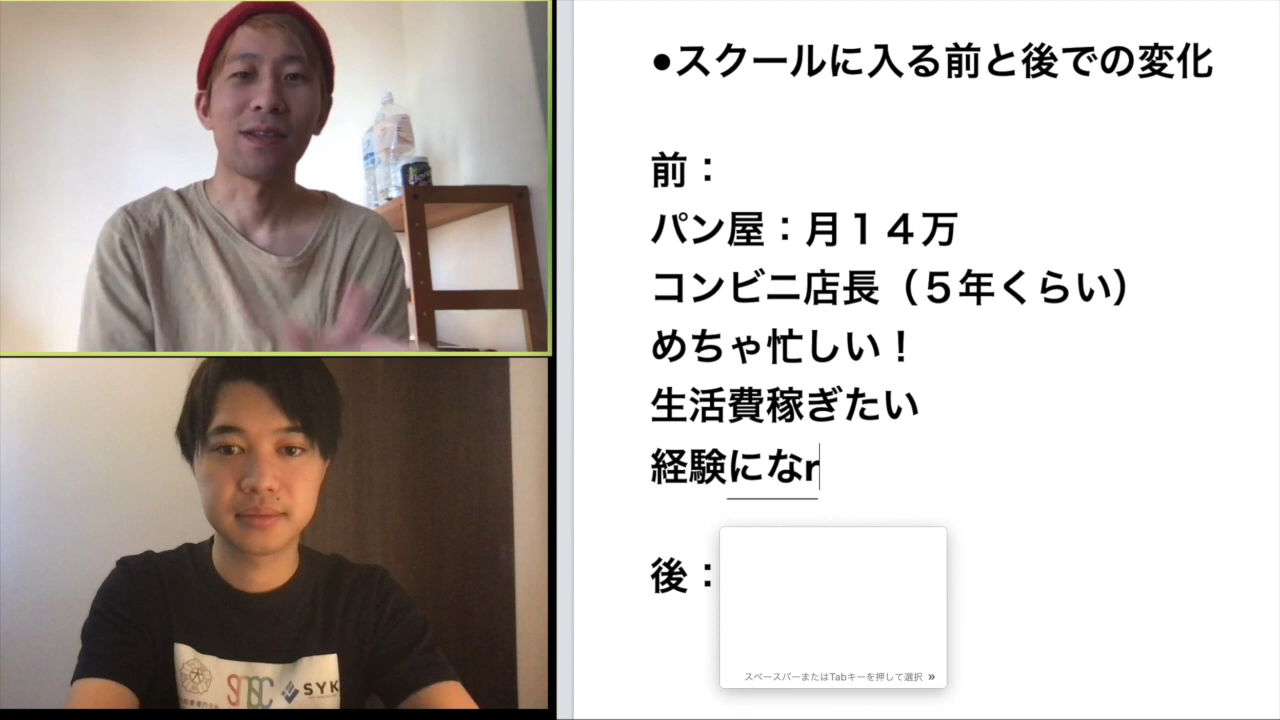 ●スクールに入る前と後での変化
前：
パン屋：月１４万
コンビニ店長（５年くらい）
めちゃ忙しい！
生活費稼ぎたい
経験になr
後：
スペースバーまたはTabキーを押して選択 »
SYK